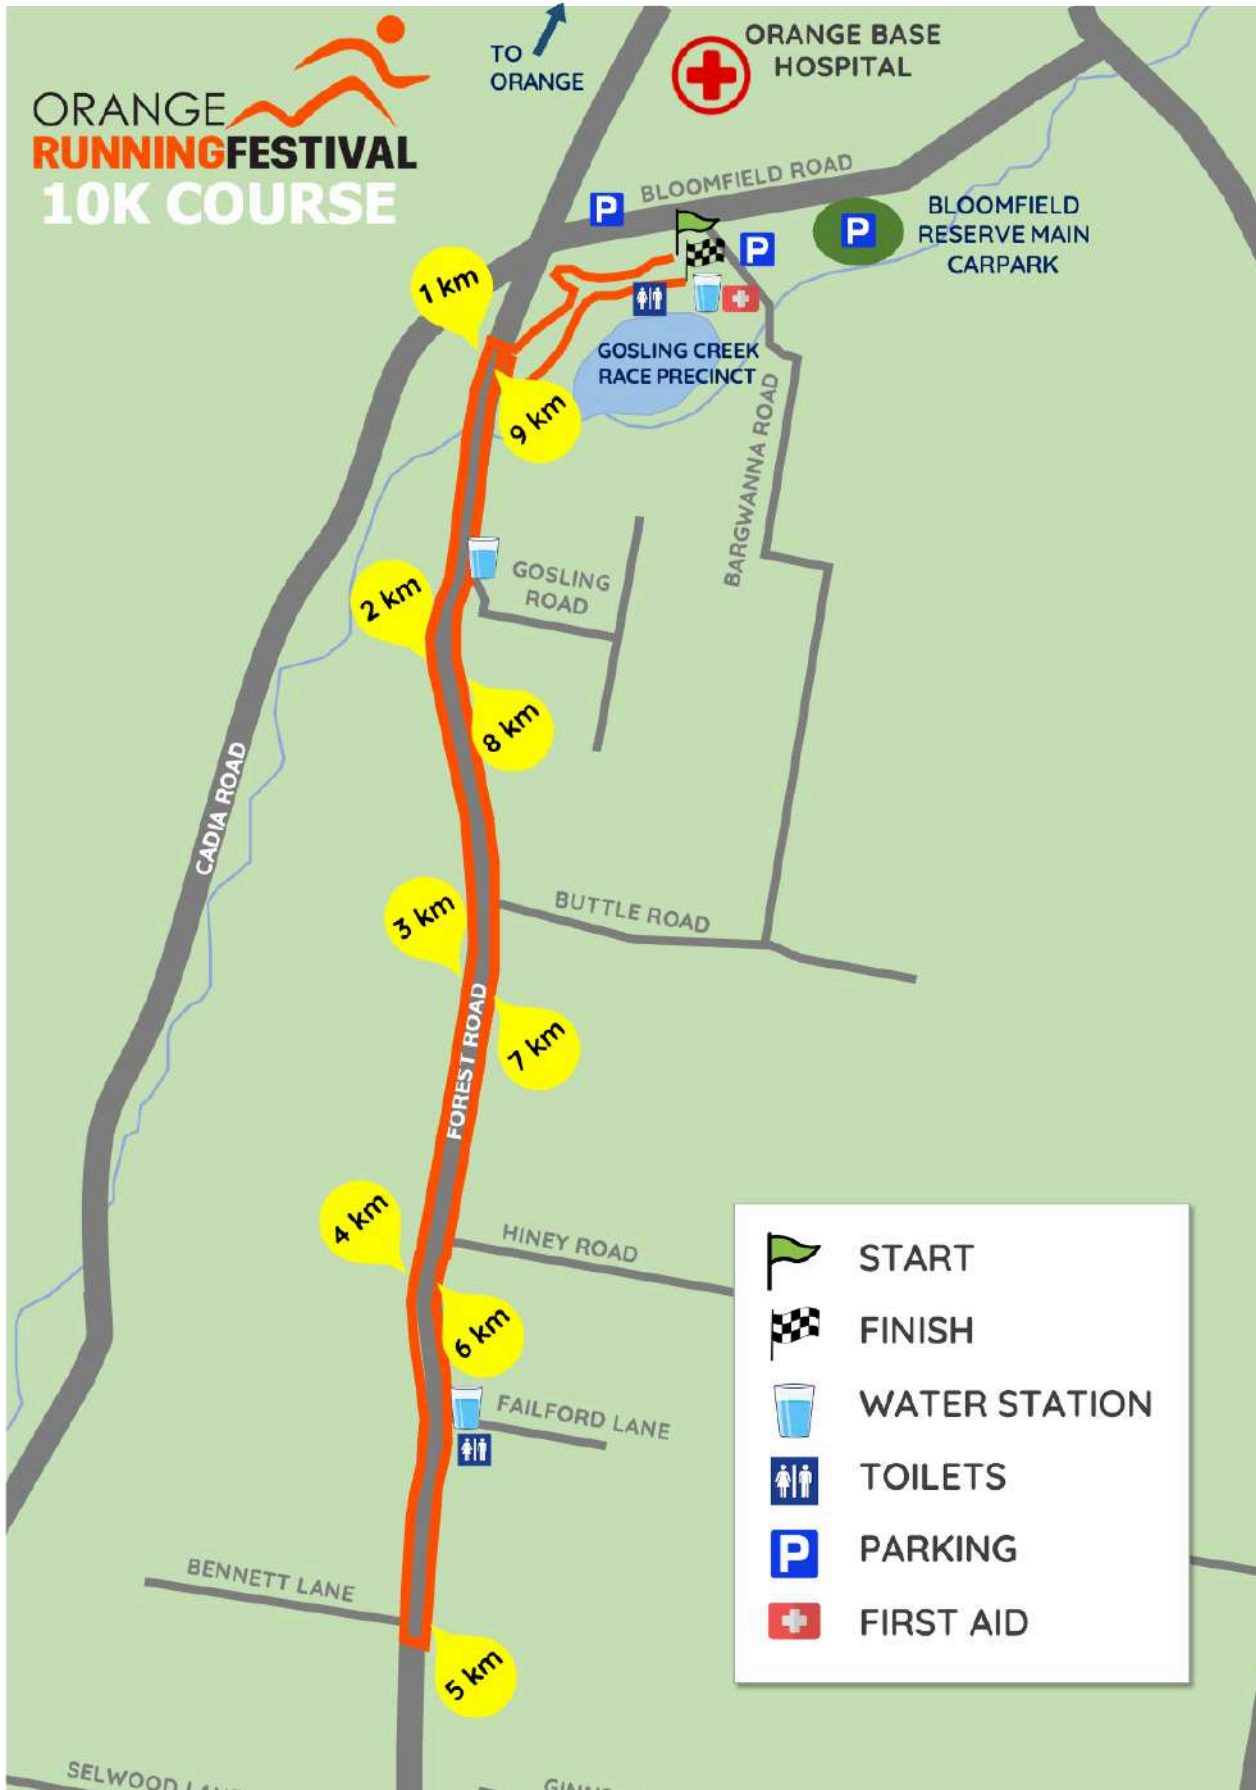 TO
ORANGE
ORANGE BASE
HOSPITAL
ORANGE
RUNNINGFESTIVAL
10K COURSE
BLOOMFIELD ROAD
P
P
P
BLOOMFIELD
RESERVE MAIN
CARPARK
1 km
GOSLING CREEK
RACE PRECINCT
9 km
BARGWANNA ROAD
GOSLING
ROAD
2 km
8 km
CADIA ROAD
3 km
BUTTLE ROAD
7 km
FOREST ROAD
4 km
HINEY ROAD
6 km
FAILFORD LANE
BENNETT LANE
5 km
SELWOOD
START
FINISH
WATER STATION
TOILETS
P PARKING
FIRST AID